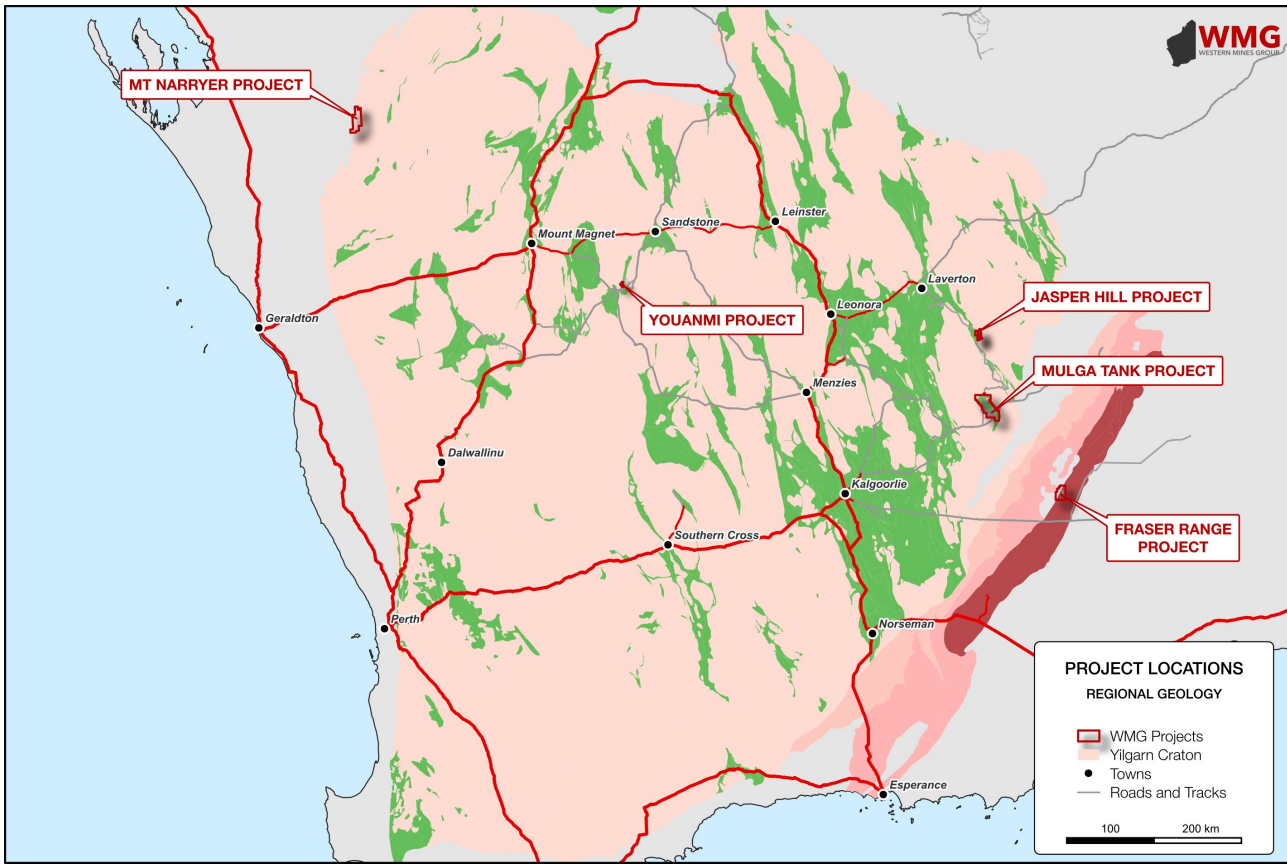 WMG
WESTERN MINES GROUP
MT NARRYER PROJECT
Leinster
Sandstone
Mount Magnet
Laverton
JASPER HILL PROJECT
Leonora
YOUANMI PROJECT
Geraldton
MULGA TANK PROJECT
Menzies
Dalwallinu
Kalgoorlie
FRASER RANGE
PROJECT
Southern Cross
Perth
Norseman
Esperance
PROJECT LOCATIONS
REGIONAL GEOLOGY
WMG Projects
Yilgarn Craton
Towns
Roads and Tracks
100 200 km